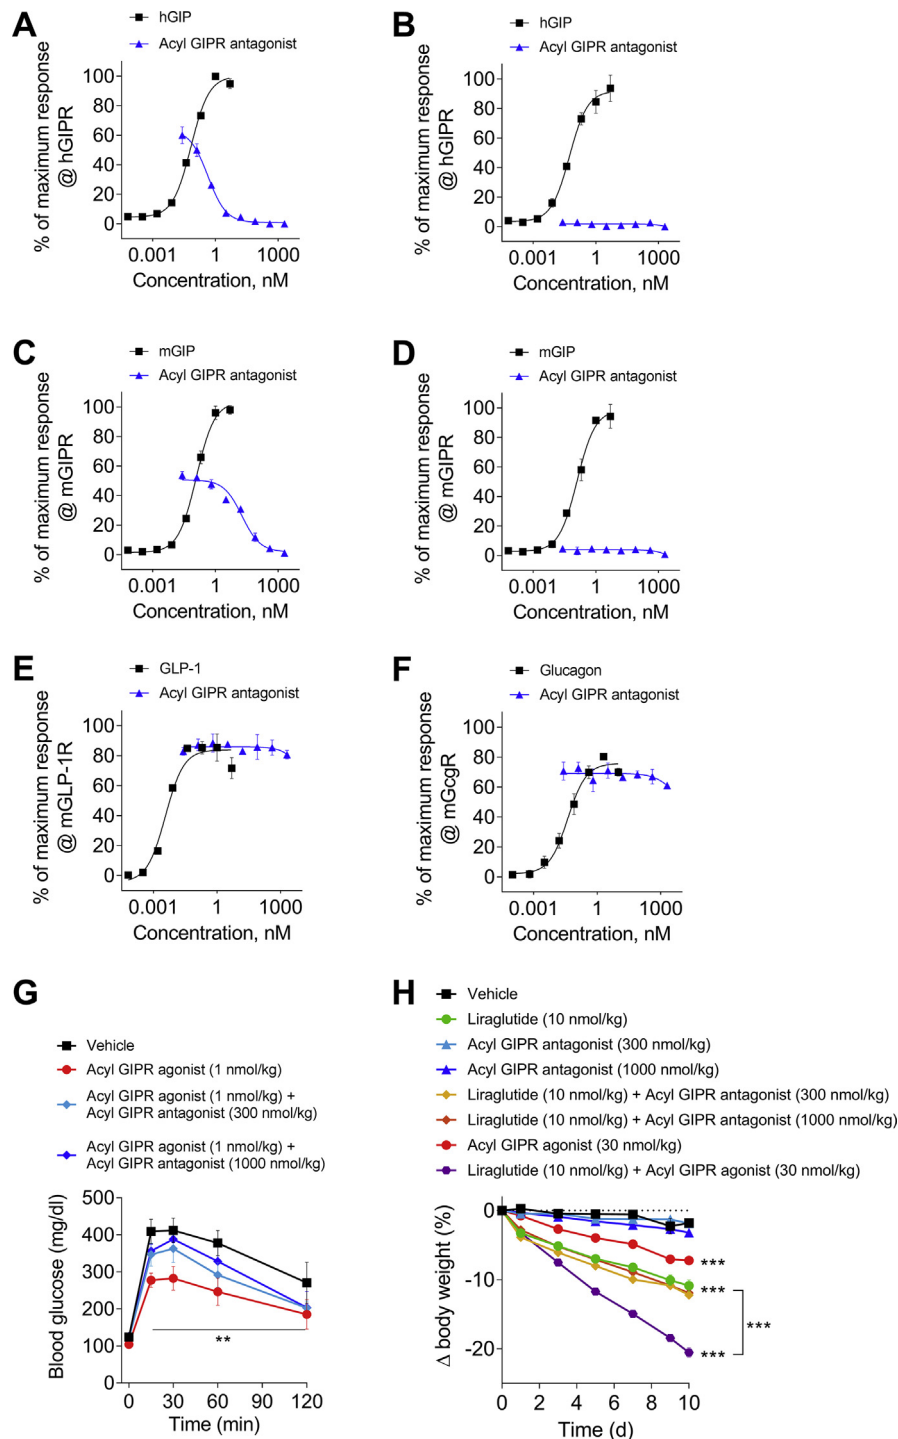 A
hGIP
Acyl GIPR antagonist
% of maximum response
@ hGIPR
100
80
60
40
20
0
0.001 1 1000
Concentration, nM
B
hGIP
Acyl GIPR antagonist
% of maximum response
@ hGIPR
100
80
60
40
20
0
0.001 1 1000
Concentration, nM
C
mGIP
Acyl GIPR antagonist
% of maximum response
@ mGIPR
100
80
60
40
20
0
0.001 1 1000
Concentration, nM
D
mGIP
Acyl GIPR antagonist
% of maximum response
@ mGIPR
100
80
60
40
20
0
0.001 1 1000
Concentration, nM
E
GLP-1
Acyl GIPR antagonist
% of maximum response
@ mGLP-1R
100
80
60
40
20
0
0.001 1 1000
Concentration, nM
F
Glucagon
Acyl GIPR antagonist
% of maximum response
@ mGcgR
100
80
60
40
20
0
0.001 1 1000
Concentration, nM
G
Vehicle
Acyl GIPR agonist (1 nmol/kg)
Acyl GIPR agonist (1 nmol/kg) +
Acyl GIPR antagonist (300 nmol/kg)
Acyl GIPR agonist (1 nmol/kg) +
Acyl GIPR antagonist (1000 nmol/kg)
Blood glucose (mg/dl)
500
400
300
200
100
0
**
0 30 60 90 120
Time (min)
H
Vehicle
Liraglutide (10 nmol/kg)
Acyl GIPR antagonist (300 nmol/kg)
Acyl GIPR antagonist (1000 nmol/kg)
Liraglutide (10 nmol/kg) + Acyl GIPR antagonist (300 nmol/kg)
Liraglutide (10 nmol/kg) + Acyl GIPR antagonist (1000 nmol/kg)
Acyl GIPR agonist (30 nmol/kg)
Liraglutide (10 nmol/kg) + Acyl GIPR agonist (30 nmol/kg)
Δ body weight (%)
0
-10
-20
***
***
***
***
0 2 4 6 8 10
Time (d)